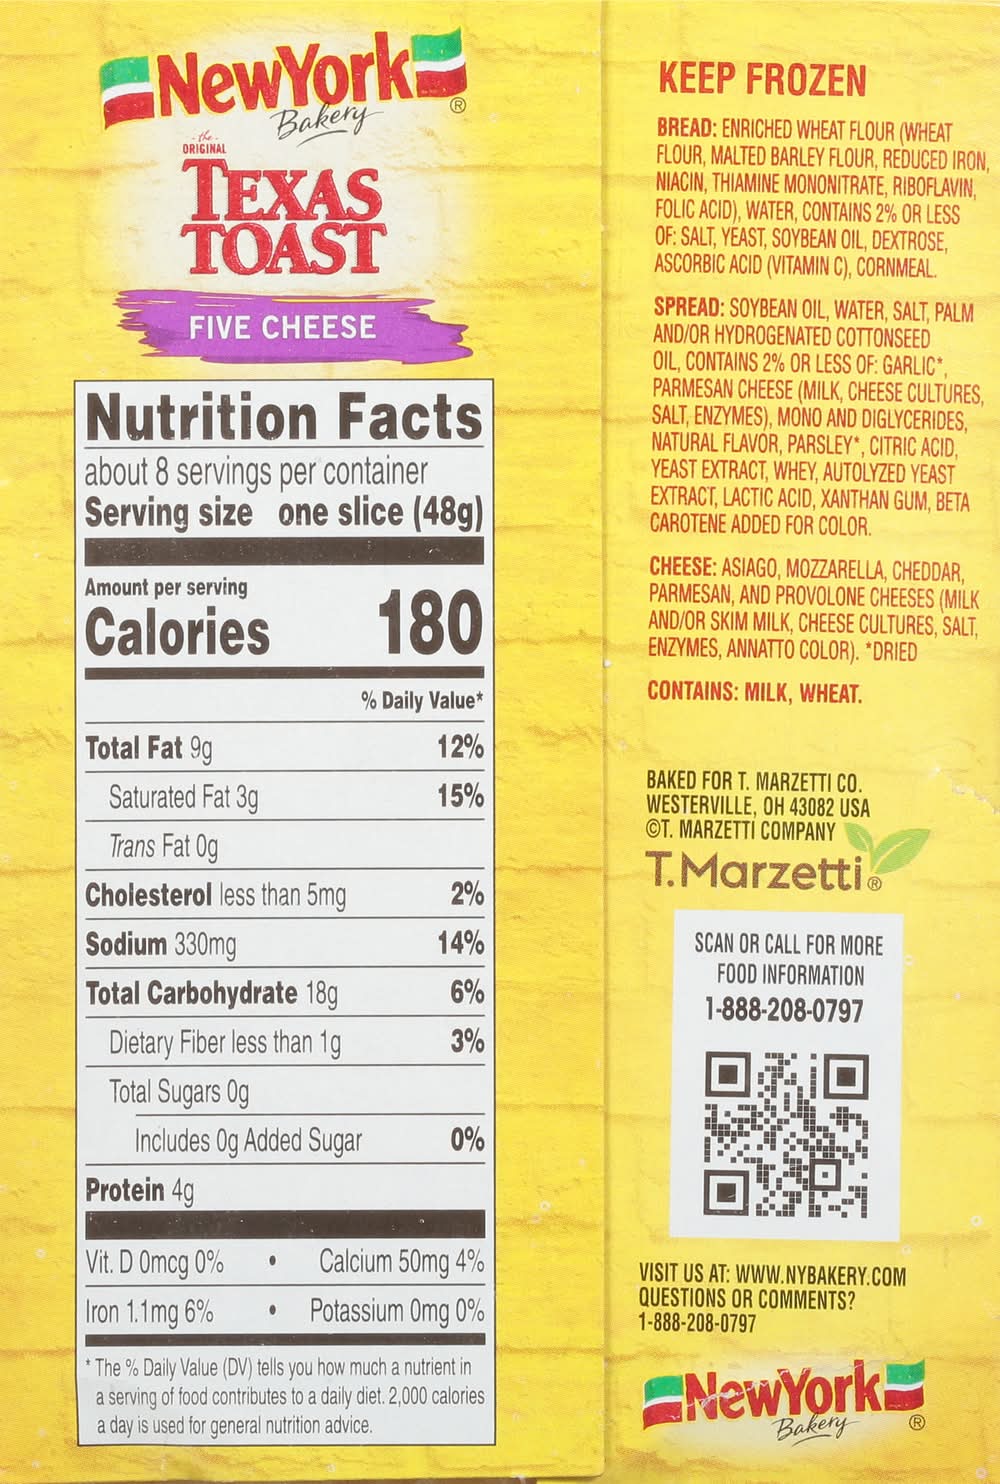 NewYork
Bakery ®
- the -
ORIGINAL
TEXAS
TOAST
FIVE CHEESE
Nutrition Facts
about 8 servings per container
Serving size one slice (48g)
Amount per serving
Calories 180
% Daily Value*
Total Fat 9g 12%
Saturated Fat 3g 15%
Trans Fat 0g
Cholesterol less than 5mg 2%
Sodium 330mg 14%
Total Carbohydrate 18g 6%
Dietary Fiber less than 1g 3%
Total Sugars 0g
Includes 0g Added Sugar 0%
Protein 4g
Vit. D 0mcg 0% • Calcium 50mg 4%
Iron 1.1mg 6% • Potassium 0mg 0%
* The % Daily Value (DV) tells you how much a nutrient in
a serving of food contributes to a daily diet. 2,000 calories
a day is used for general nutrition advice.
KEEP FROZEN
BREAD: ENRICHED WHEAT FLOUR (WHEAT
FLOUR, MALTED BARLEY FLOUR, REDUCED IRON,
NIACIN, THIAMINE MONONITRATE, RIBOFLAVIN,
FOLIC ACID), WATER, CONTAINS 2% OR LESS
OF: SALT, YEAST, SOYBEAN OIL, DEXTROSE,
ASCORBIC ACID (VITAMIN C), CORNMEAL.
SPREAD: SOYBEAN OIL, WATER, SALT, PALM
AND/OR HYDROGENATED COTTONSEED
OIL, CONTAINS 2% OR LESS OF: GARLIC*,
PARMESAN CHEESE (MILK, CHEESE CULTURES,
SALT, ENZYMES), MONO AND DIGLYCERIDES,
NATURAL FLAVOR, PARSLEY*, CITRIC ACID,
YEAST EXTRACT, WHEY, AUTOLYZED YEAST
EXTRACT, LACTIC ACID, XANTHAN GUM, BETA
CAROTENE ADDED FOR COLOR.
CHEESE: ASIAGO, MOZZARELLA, CHEDDAR,
PARMESAN, AND PROVOLONE CHEESES (MILK
AND/OR SKIM MILK, CHEESE CULTURES, SALT,
ENZYMES, ANNATTO COLOR). *DRIED
CONTAINS: MILK, WHEAT.
BAKED FOR T. MARZETTI CO.
WESTERVILLE, OH 43082 USA
©T. MARZETTI COMPANY
T.Marzetti®
SCAN OR CALL FOR MORE
FOOD INFORMATION
1-888-208-0797
VISIT US AT: WWW.NYBAKERY.COM
QUESTIONS OR COMMENTS?
1-888-208-0797
NewYork
Bakery ®